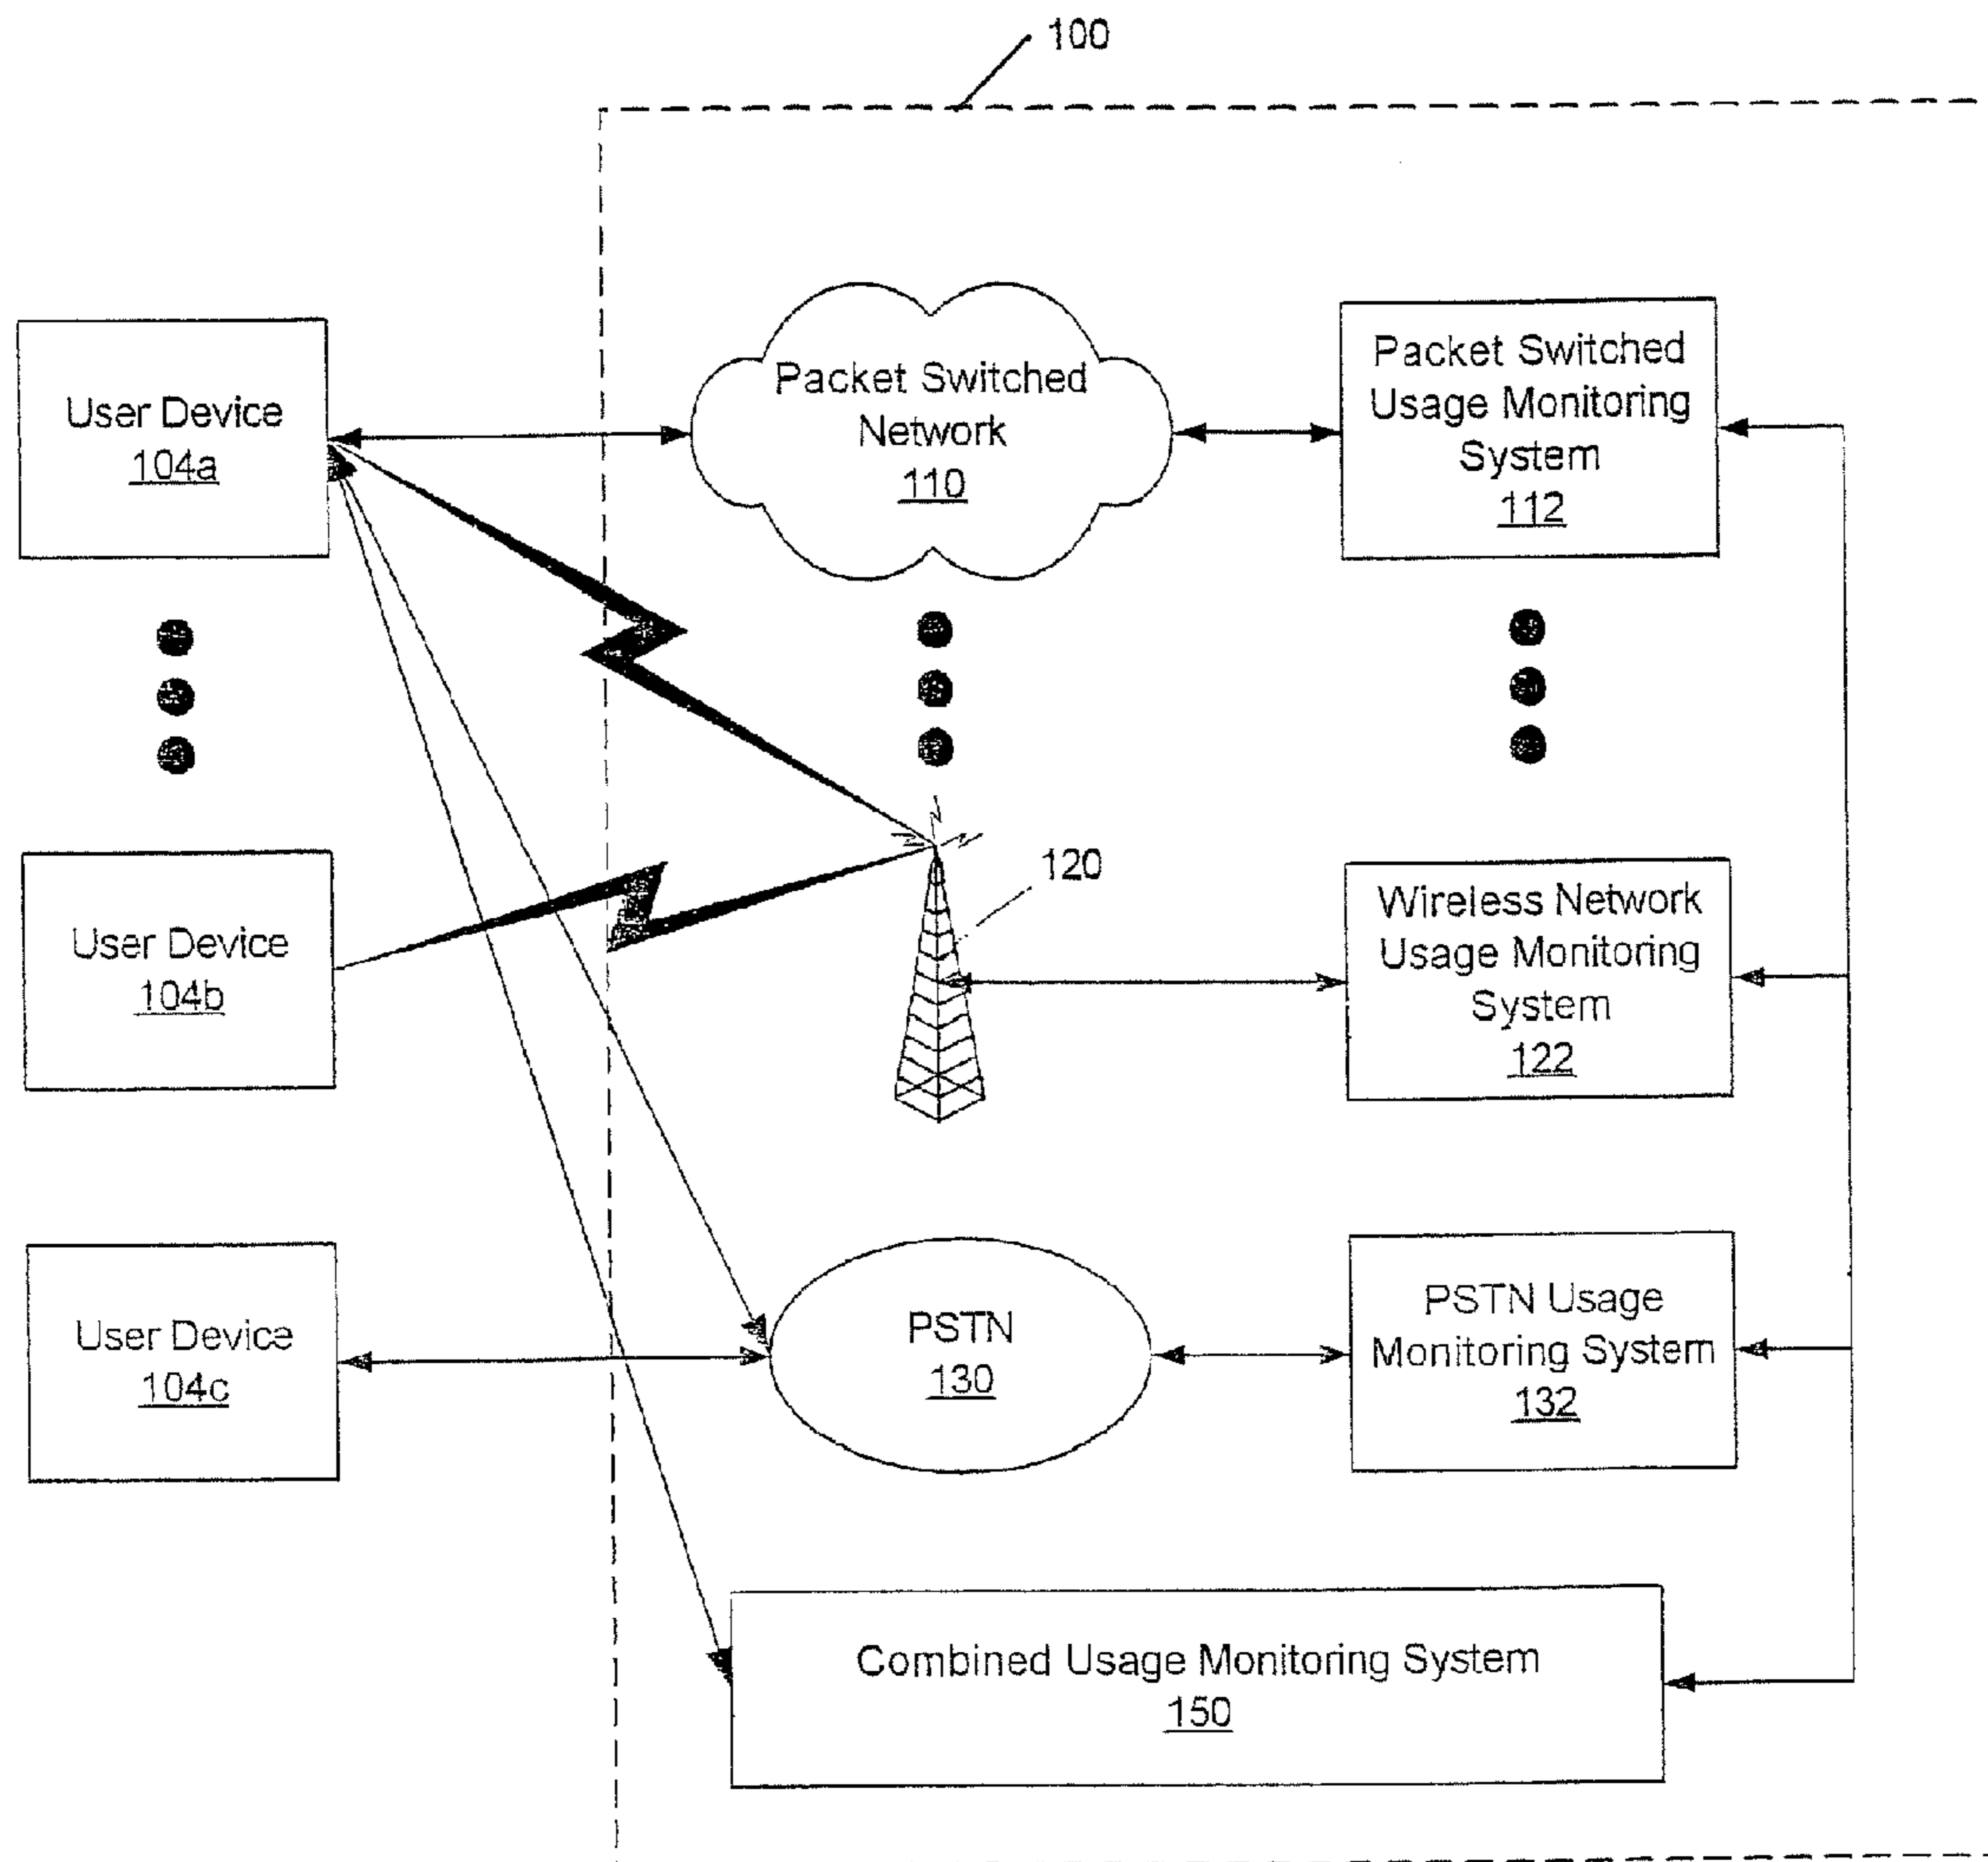 100
User Device
104a
Packet Switched
Network
110
Packet Switched
Usage Monitoring
System
112
User Device
104b
120
Wireless Network
Usage Monitoring
System
122
User Device
104c
PSTN
130
PSTN Usage
Monitoring System
132
Combined Usage Monitoring System
150